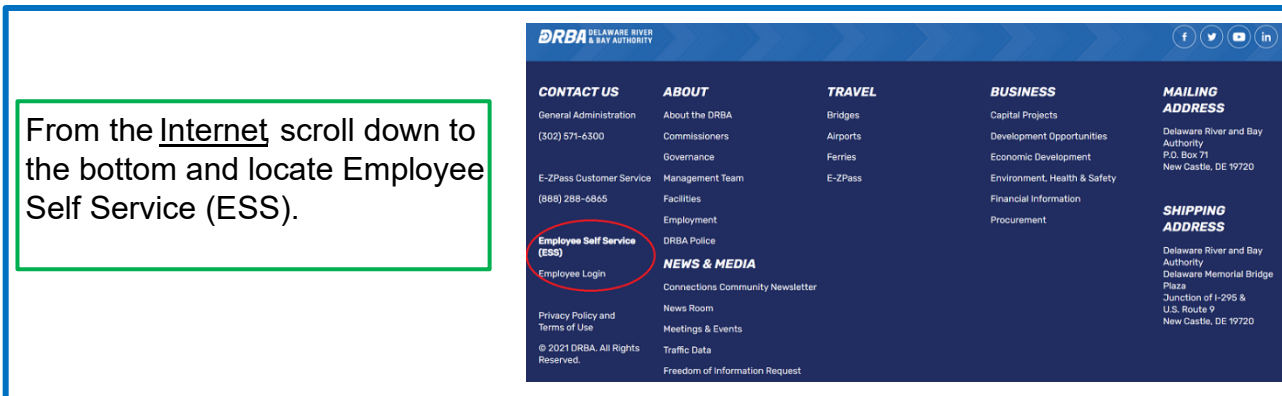 From the Internet, scroll down to
the bottom and locate Employee
Self Service (ESS).
DRBA DELAWARE RIVER
& BAY AUTHORITY
CONTACT US
General Administration
(302) 571-6300
E-ZPass Customer Service
(888) 288-6865
Employee Self Service
(ESS)
Employee Login
Privacy Policy and
Terms of Use
© 2021 DRBA. All Rights
Reserved.
ABOUT
About the DRBA
Commissioners
Governance
Management Team
Facilities
Employment
DRBA Police
NEWS & MEDIA
Connections Community Newsletter
News Room
Meetings & Events
Traffic Data
Freedom of Information Request
TRAVEL
Bridges
Airports
Ferries
E-ZPass
BUSINESS
Capital Projects
Development Opportunities
Economic Development
Environment, Health & Safety
Financial Information
Procurement
MAILING
ADDRESS
Delaware River and Bay
Authority
P.O. Box 71
New Castle, DE 19720
SHIPPING
ADDRESS
Delaware River and Bay
Authority
Delaware Memorial Bridge
Plaza
Junction of I-295 &
U.S. Route 9
New Castle, DE 19720